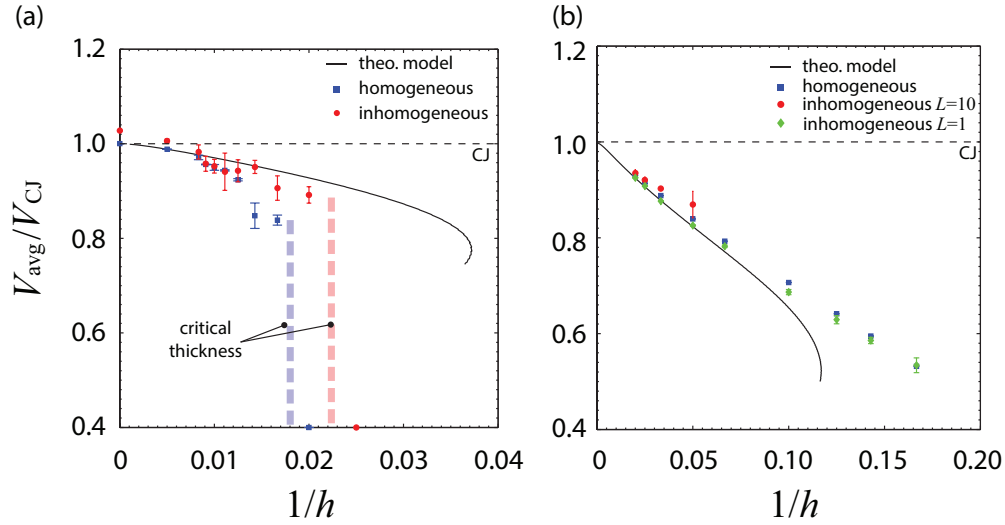 (a)
1.2
1.0
0.8
0.6
0.4
V_avg/V_CJ
theo. model
homogeneous
inhomogeneous
CJ
critical
thickness
0
0.01
0.02
0.03
0.04
1/h
(b)
1.2
1.0
0.8
0.6
0.4
theo. model
homogeneous
inhomogeneous L=10
inhomogeneous L=1
CJ
0
0.05
0.10
0.15
0.20
1/h